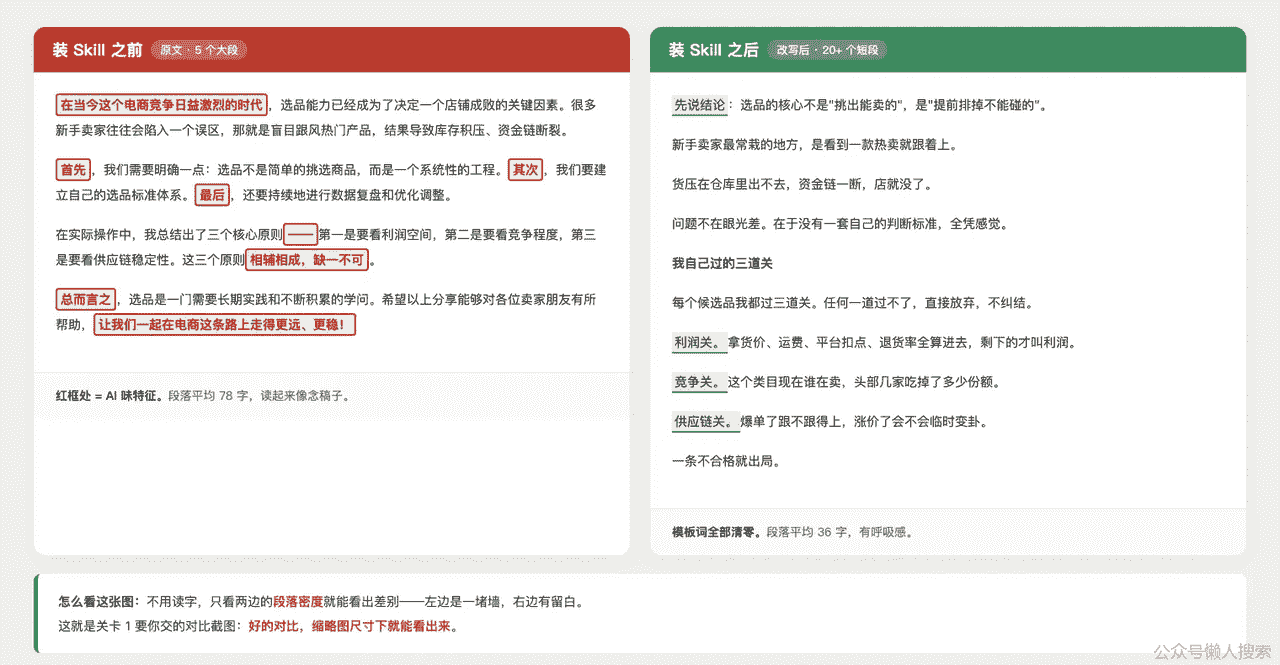 装 Skill 之前 原文 · 5 个大段
在当今这个电商竞争日益激烈的时代，选品能力已经成为了决定一个店铺成败的关键因素。很多
新手卖家往往会陷入一个误区，那就是盲目跟风热门产品，结果导致库存积压、资金链断裂。
首先，我们需要明确一点：选品不是简单的挑选商品，而是一个系统性的工程。其次，我们要建
立自己的选品标准体系。最后，还要持续地进行数据复盘和优化调整。
在实际操作中，我总结出了三个核心原则——第一是要看利润空间，第二是要看竞争程度，第三
是要看供应链稳定性。这三个原则相辅相成，缺一不可。
总而言之，选品是一门需要长期实践和不断积累的学问。希望以上分享能够对各位卖家朋友有所
帮助，让我们一起在电商这条路上走得更远、更稳！
红框处 = AI 味特征。段落平均 78 字，读起来像念稿子。
装 Skill 之后 改写后 · 20+ 个短段
先说结论：选品的核心不是"挑出能卖的"，是"提前排掉不能碰的"。
新手卖家最常栽的地方，是看到一款热卖就跟着上。
货压在仓库里出不去，资金链一断，店就没了。
问题不在眼光差。在于没有一套自己的判断标准，全凭感觉。
我自己过的三道关
每个候选品我都过三道关。任何一道过不了，直接放弃，不纠结。
利润关。拿货价、运费、平台扣点、退货率全算进去，剩下的才叫利润。
竞争关。这个类目现在谁在卖，头部几家吃掉了多少份额。
供应链关。爆单了跟不跟得上，涨价了会不会临时变卦。
一条不合格就出局。
模板词全部清零。段落平均 36 字，有呼吸感。
怎么看这张图：不用读字，只看两边的段落密度就能看出差别——左边是一堵墙，右边有留白。
这就是关卡 1 要你交的对比截图：好的对比，缩略图尺寸下就能看出来。
公众号懒人搜索